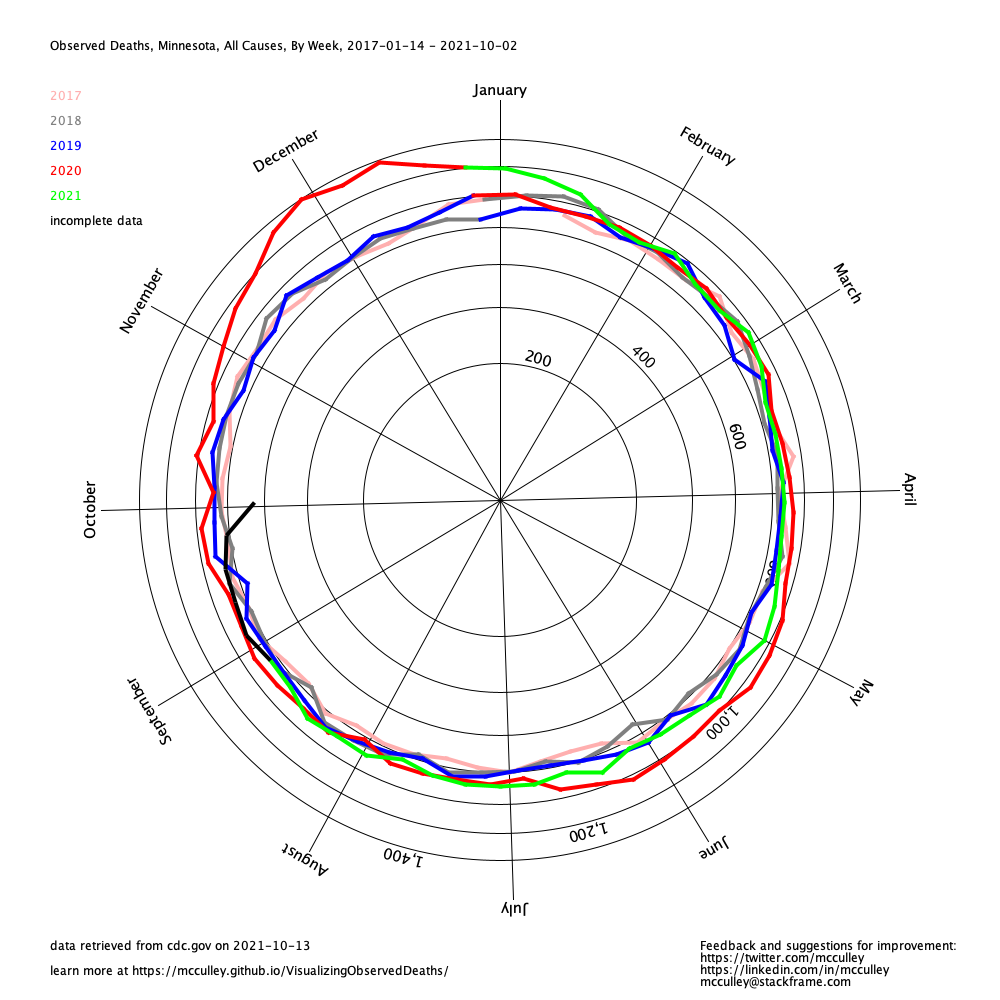 Observed Deaths, Minnesota, All Causes, By Week, 2017-01-14 - 2021-10-02
January
2017
2018
2019
2020
2021
incomplete data
December
February
November
March
200
400
600
October
April
September
May
1,000
1,200
1,400
August
June
July
data retrieved from cdc.gov on 2021-10-13
learn more at https://mcculley.github.io/VisualizingObservedDeaths/
Feedback and suggestions for improvement:
https://twitter.com/mcculley
https://linkedin.com/in/mcculley
mcculley@stackframe.com